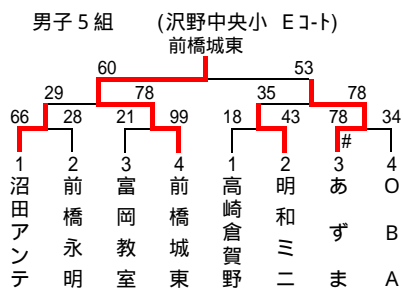 男子5組 (沢野中央小 Eコート)
前橋城東
60 53
29 78 35 78
66 28 21 99 18 43 78 34
#
1 2 3 4 1 2 3 4
沼田アンテ
前橋永明
富岡教室
前橋城東
高崎倉賀野
明和ミニ
あずま
OBA